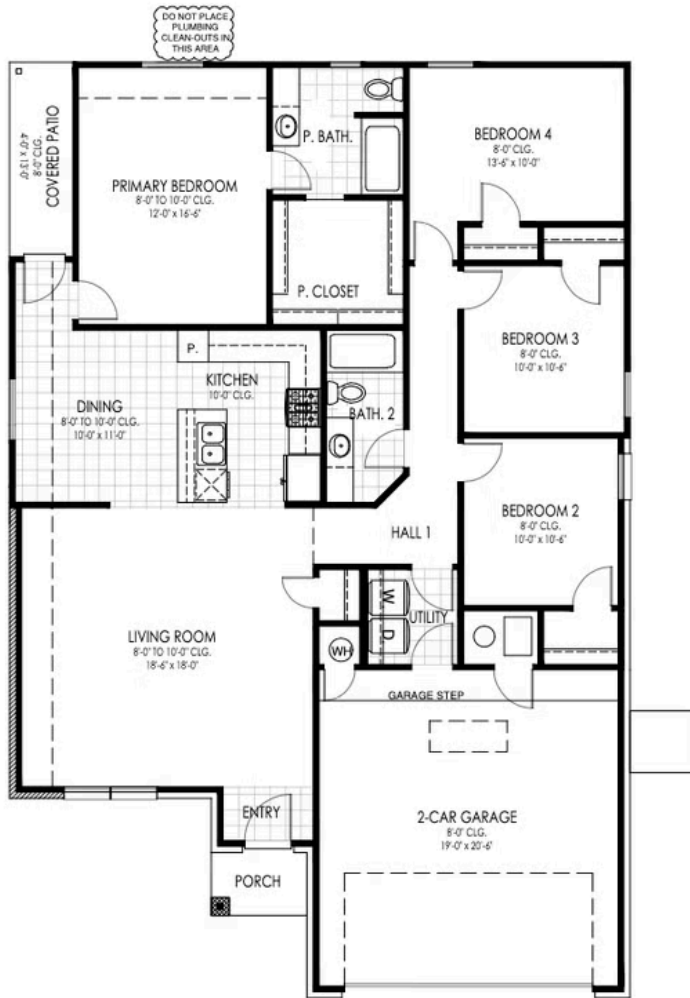 DO NOT PLACE
PLUMBING
CLEAN-OUTS IN
THIS AREA
COVERED PATIO
8'-0" CLG.
4'-0" X 13'-0"
PRIMARY BEDROOM
8'-0" TO 10'-0" CLG.
12'-0" x 16'-6"
P. BATH.
BEDROOM 4
8'-0" CLG.
13'-6" x 10'-0"
P. CLOSET
BEDROOM 3
8'-0" CLG.
10'-0" x 10'-6"
P.
KITCHEN
10'-0" CLG.
DINING
8'-0" TO 10'-0" CLG.
10'-0" x 11'-0"
BATH. 2
BEDROOM 2
8'-0" CLG.
10'-0" x 10'-6"
HALL 1
W
D
UTILITY
LIVING ROOM
8'-0" TO 10'-0" CLG.
18'-6" x 18'-0"
WH
GARAGE STEP
ENTRY
2-CAR GARAGE
8'-0" CLG.
19'-0" x 20'-6"
PORCH